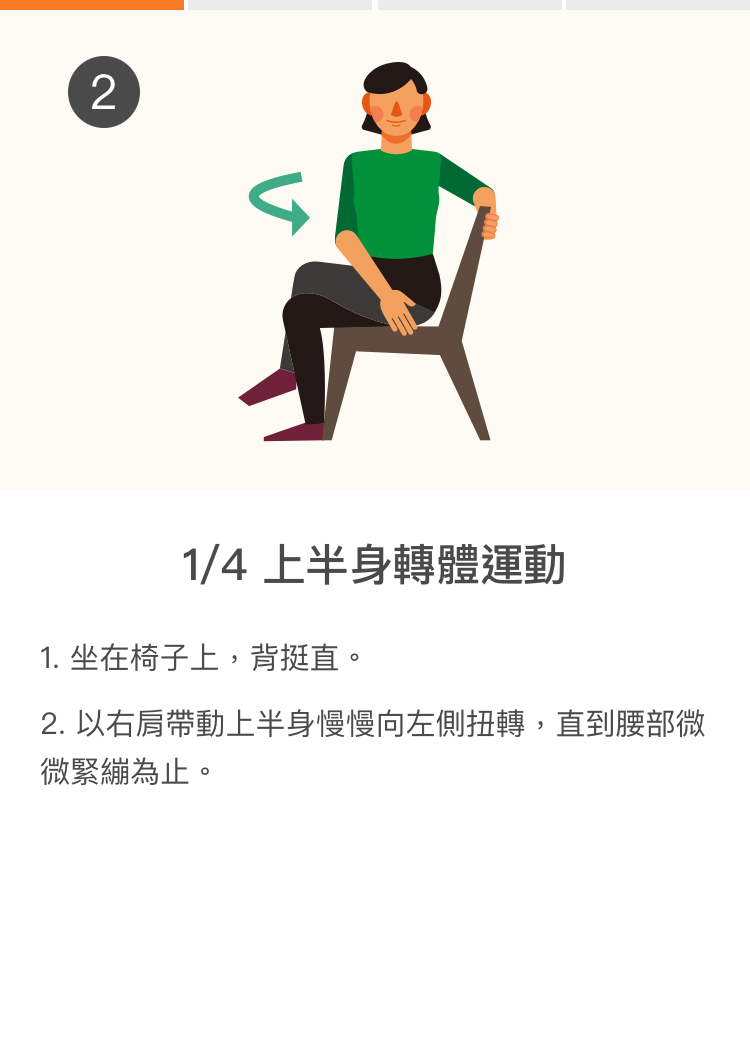 2
1/4 上半身轉體運動
1. 坐在椅子上，背挺直。
2. 以右肩帶動上半身慢慢向左側扭轉，直到腰部微
微緊繃為止。